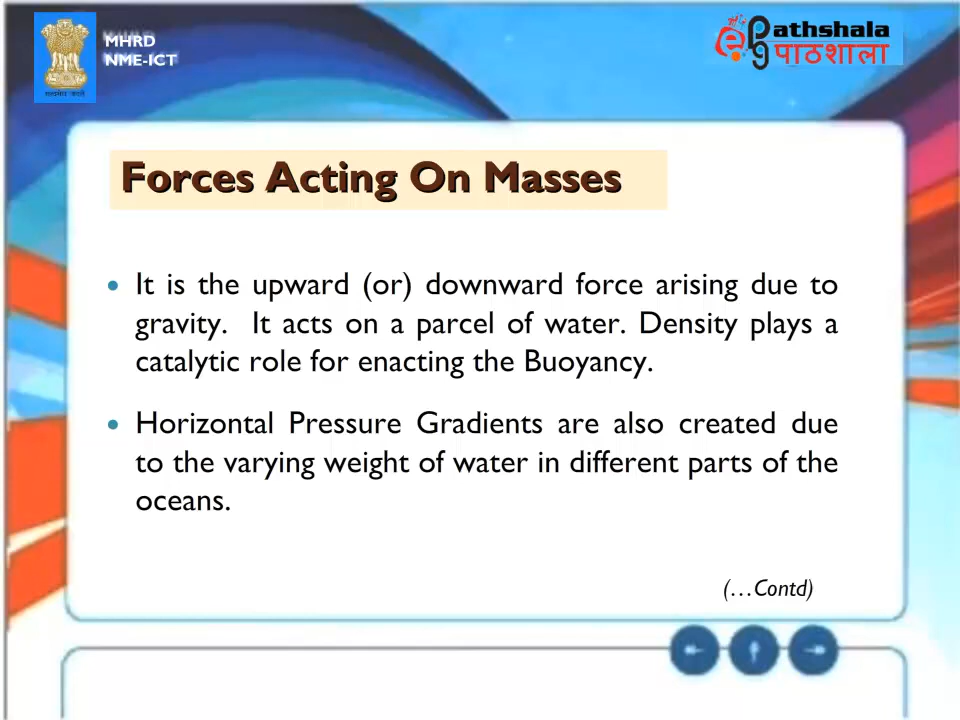 MHRD
NME-ICT
ePG Pathshala
पाठशाला
Forces Acting On Masses
• It is the upward (or) downward force arising due to
gravity. It acts on a parcel of water. Density plays a
catalytic role for enacting the Buoyancy.
• Horizontal Pressure Gradients are also created due
to the varying weight of water in different parts of the
oceans.
(...Contd)